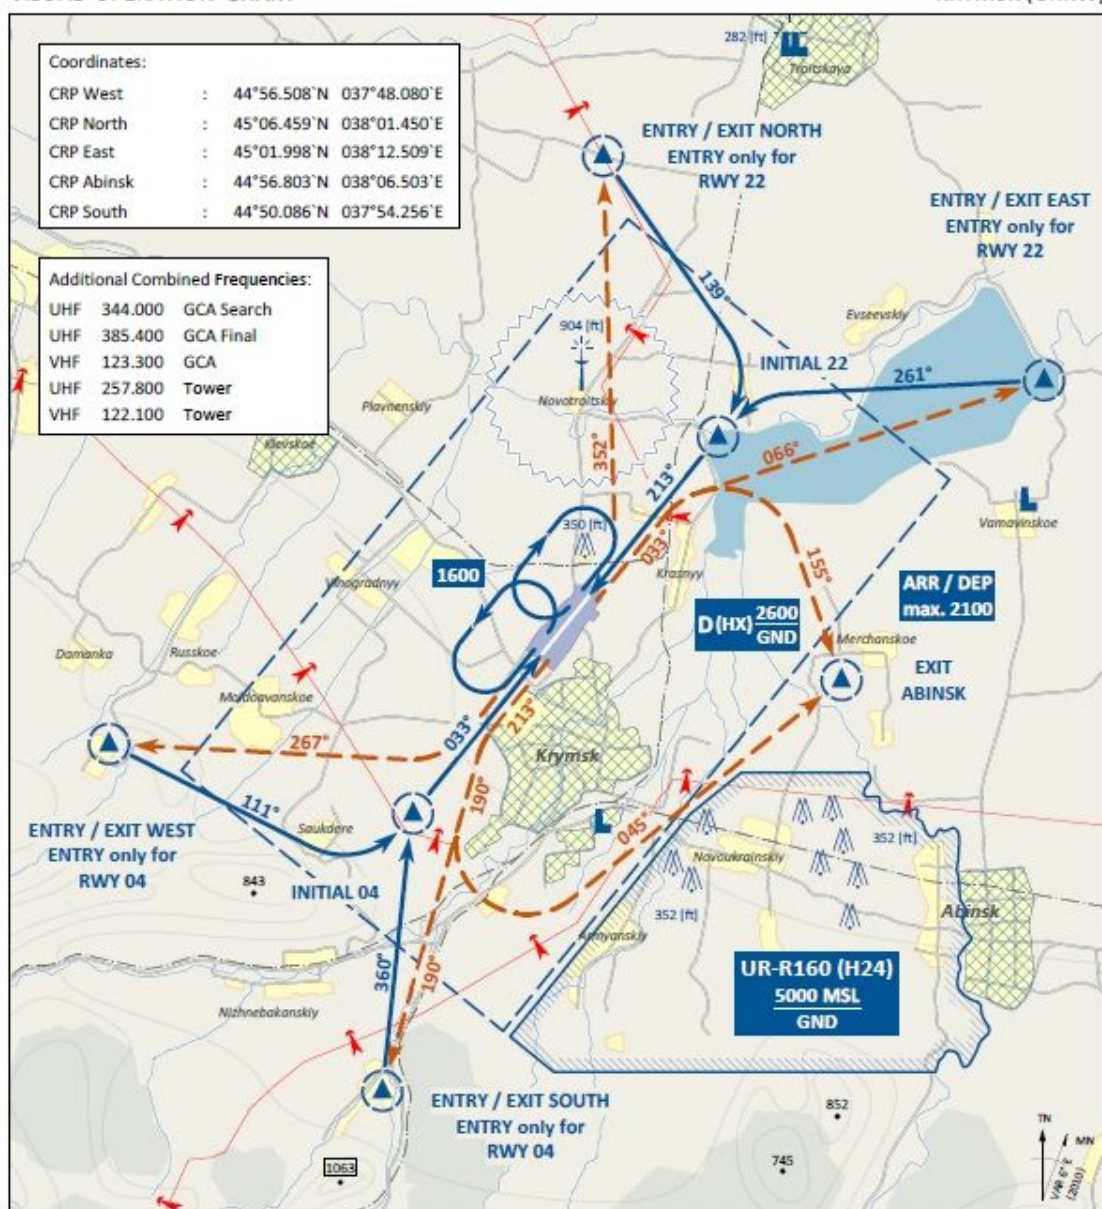 Coordinates:
CRP West : 44°56.508`N 037°48.080`E
CRP North : 45°06.459`N 038°01.450`E
CRP East : 45°01.998`N 038°12.509`E
CRP Abinsk : 44°56.803`N 038°06.503`E
CRP South : 44°50.086`N 037°54.256`E
282 [ft]
Troitskaya
ENTRY / EXIT NORTH
ENTRY only for
RWY 22
ENTRY / EXIT EAST
ENTRY only for
RWY 22
Additional Combined Frequencies:
UHF 344.000 GCA Search
UHF 385.400 GCA Final
VHF 123.300 GCA
UHF 257.800 Tower
VHF 122.100 Tower
139°
Evseevskiy
904 [ft]
INITIAL 22
261°
Plavnenskiy
Novotroitskiy
Kievskoe
352°
066°
213°
350 [ft]
033°
Vamavinskoe
155°
1600
Vinogradnyy
Krasnyy
ARR / DEP
max. 2100
D (HX) 2600
GND
Merchanskoe
Damanka
Russkoe
Moldoavanskoe
EXIT
ABINSK
267°
033°
213°
Krymsk
190°
111°
Saukdere
045°
ENTRY / EXIT WEST
ENTRY only for
RWY 04
843
INITIAL 04
352 [ft]
Novoukrainskiy
352 [ft]
Abinsk
360°
190°
UR-R160 (H24)
5000 MSL
GND
Nizhnebakanskiy
ENTRY / EXIT SOUTH
ENTRY only for
RWY 04
852
745
1063
TN
MN
VAR 6° E
(2010)